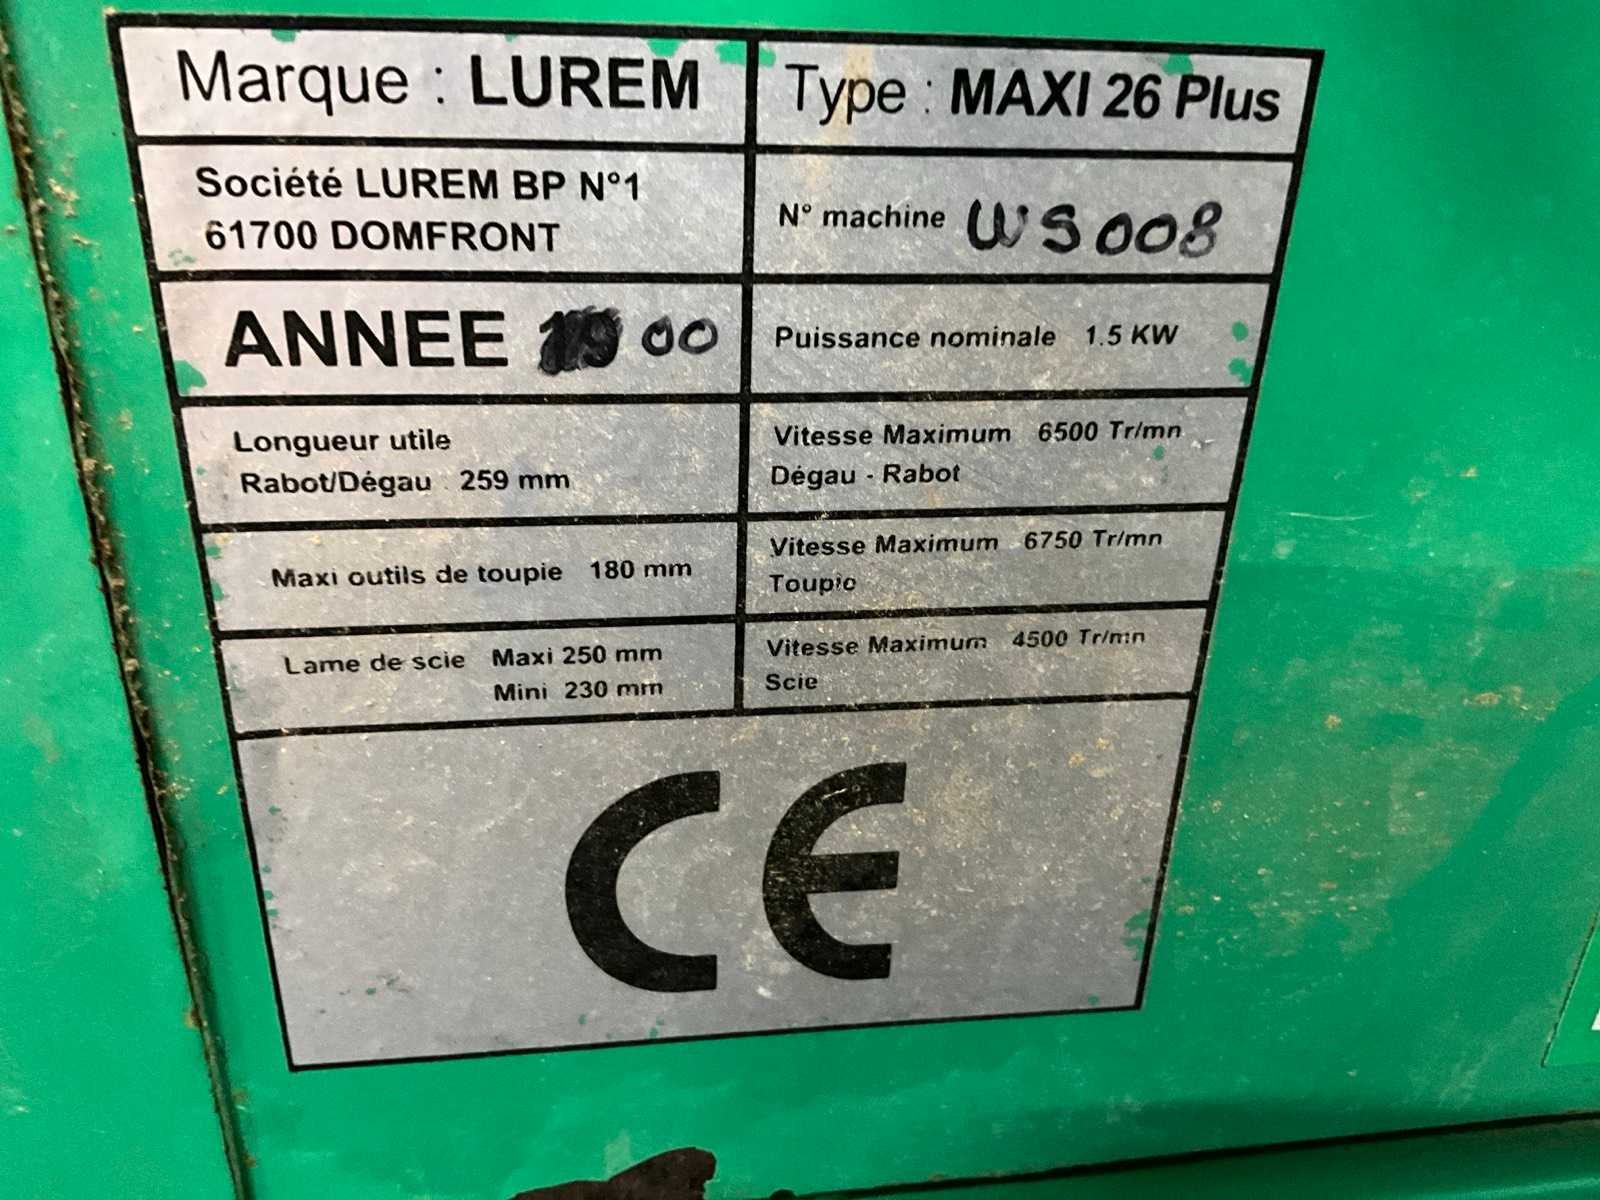 Marque : LUREM
Type : MAXI 26 Plus
Société LUREM BP N°1
61700 DOMFRONT
N° machine WS008
ANNEE 00
Puissance nominale 1.5 KW
Longueur utile
Rabot/Dégau 259 mm
Vitesse Maximum 6500 Tr/mn
Dégau - Rabot
Maxi outils de toupie 180 mm
Vitesse Maximum 6750 Tr/mn
Toupie
Lame de scie Maxi 250 mm
Mini 230 mm
Vitesse Maximum 4500 Tr/mn
Scie
CE